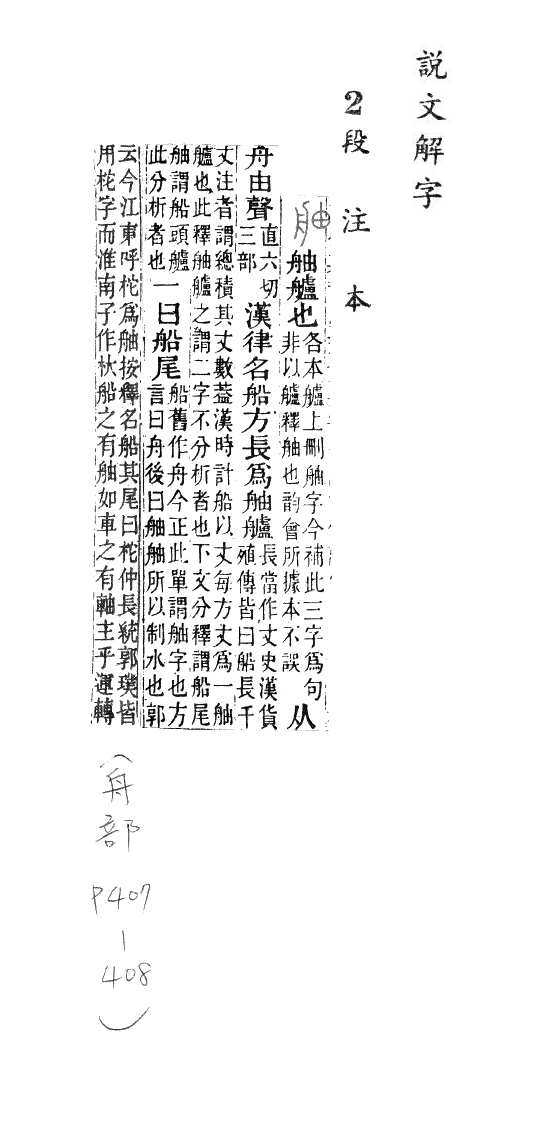 説文解字
2段注本
舳 舳艫也 各本艫上刪舳字今補此三字爲句
非以艫釋舳也韵會所據本不誤 从
舟由聲 直六切
三部 漢律名船方長爲舳艫 長當作丈史漢貨
殖傳皆曰船長千
丈注者謂總積其丈數葢漢時計船以丈每方丈爲一舳
艫也此釋舳艫之謂二字不分析者也下文分釋謂船尾
舳謂船頭艫
此分析者也 一曰船尾 船舊作舟今正此單謂舳字也方
言曰舟後曰舳舳所以制水也郭
云今江東呼柁爲舳按釋名船其尾曰柁仲長統郭璞皆
用柁字而淮南子作杕船之有舳如車之有軸主乎運轉
(舟部 P407-408)